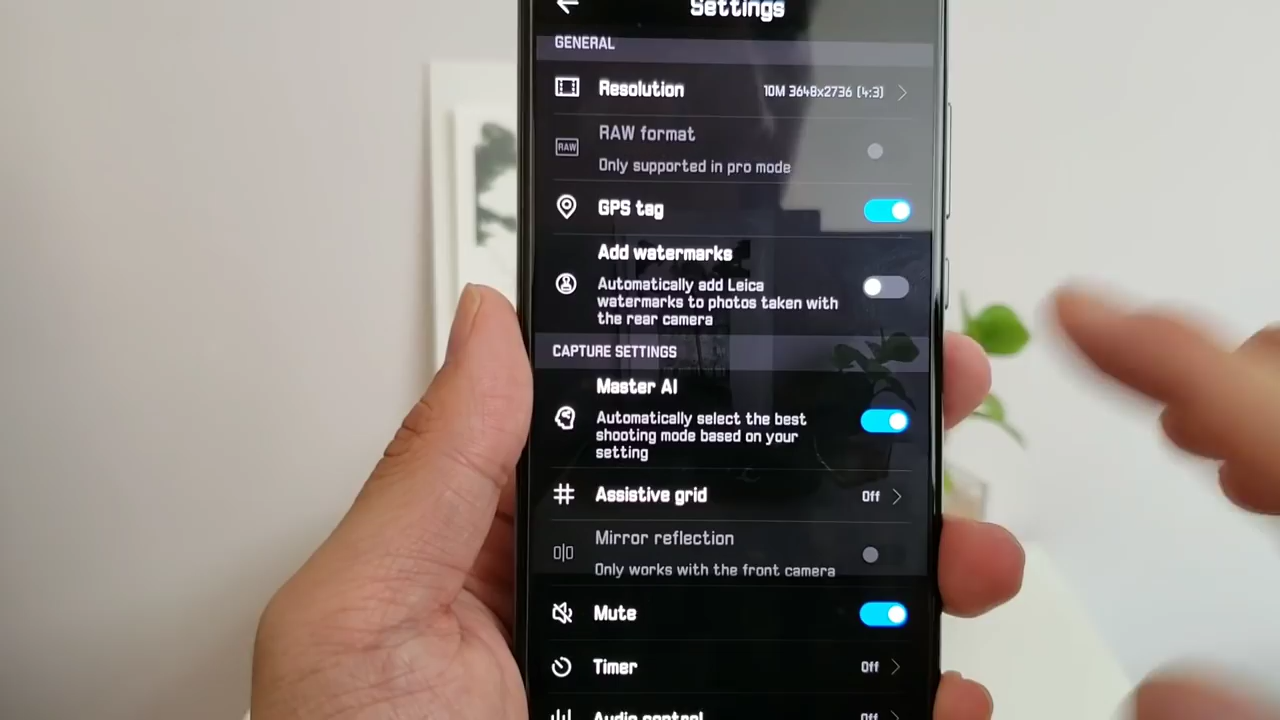 Settings
GENERAL
Resolution
10M 3648x2736 (4:3)
RAW
RAW format
Only supported in pro mode
GPS tag
Add watermarks
Automatically add Leica
watermarks to photos taken with
the rear camera
CAPTURE SETTINGS
Master AI
Automatically select the best
shooting mode based on your
setting
Assistive grid
Off
Mirror reflection
Only works with the front camera
Mute
Timer
Off
Audio control
Off